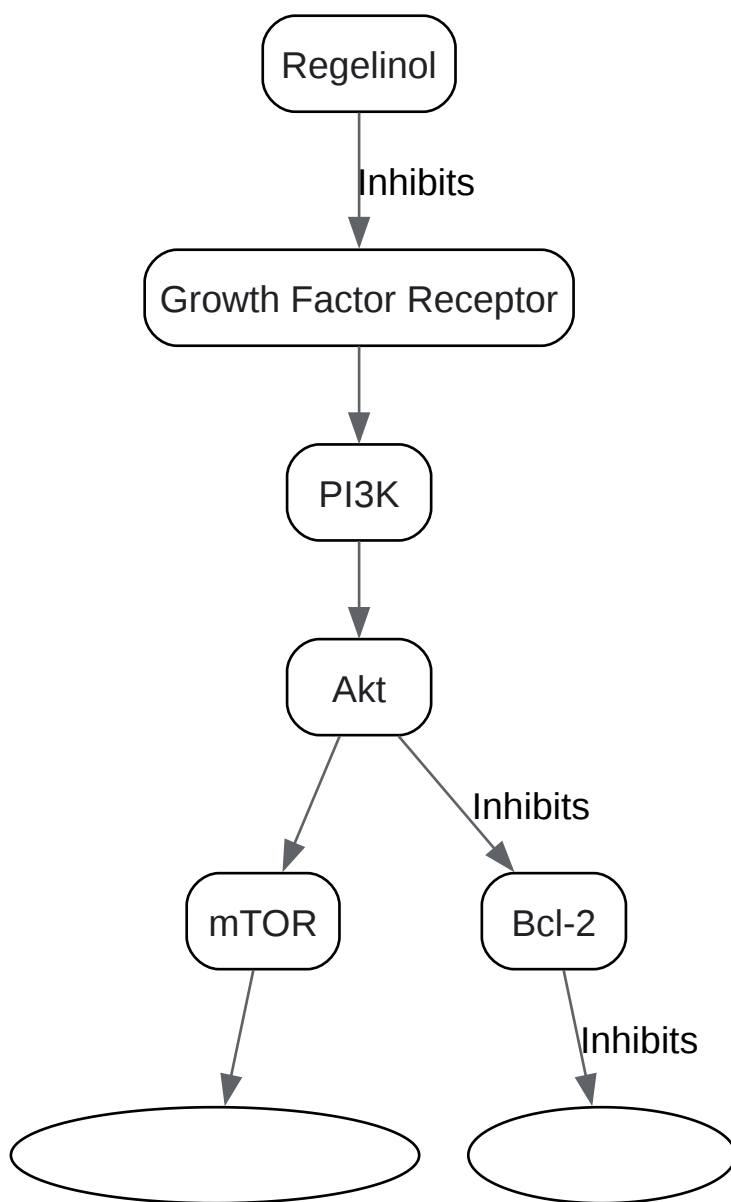 Regelinol
Inhibits
Growth Factor Receptor
PI3K
Akt
Inhibits
mTOR
Bcl-2
Inhibits